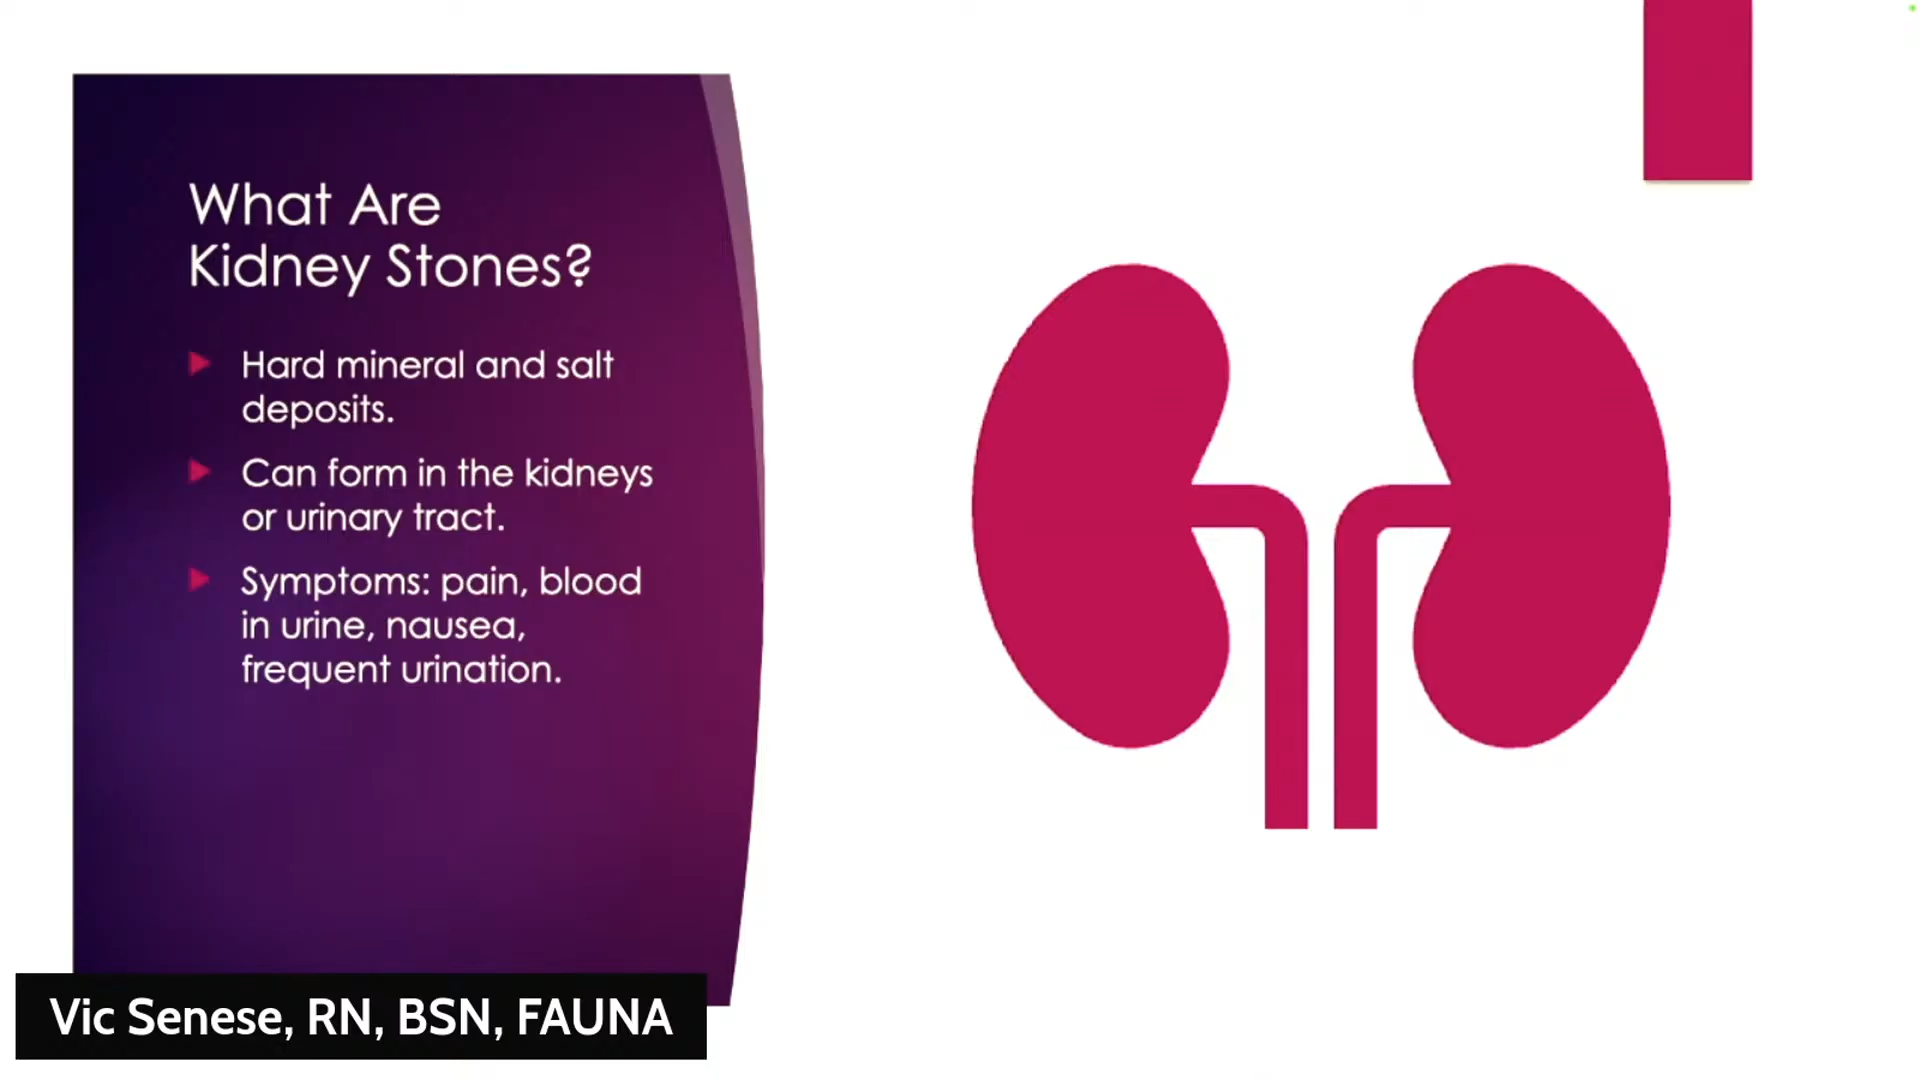 What Are
Kidney Stones?
Hard mineral and salt
deposits.
Can form in the kidneys
or urinary tract.
Symptoms: pain, blood
in urine, nausea,
frequent urination.
Vic Senese, RN, BSN, FAUNA